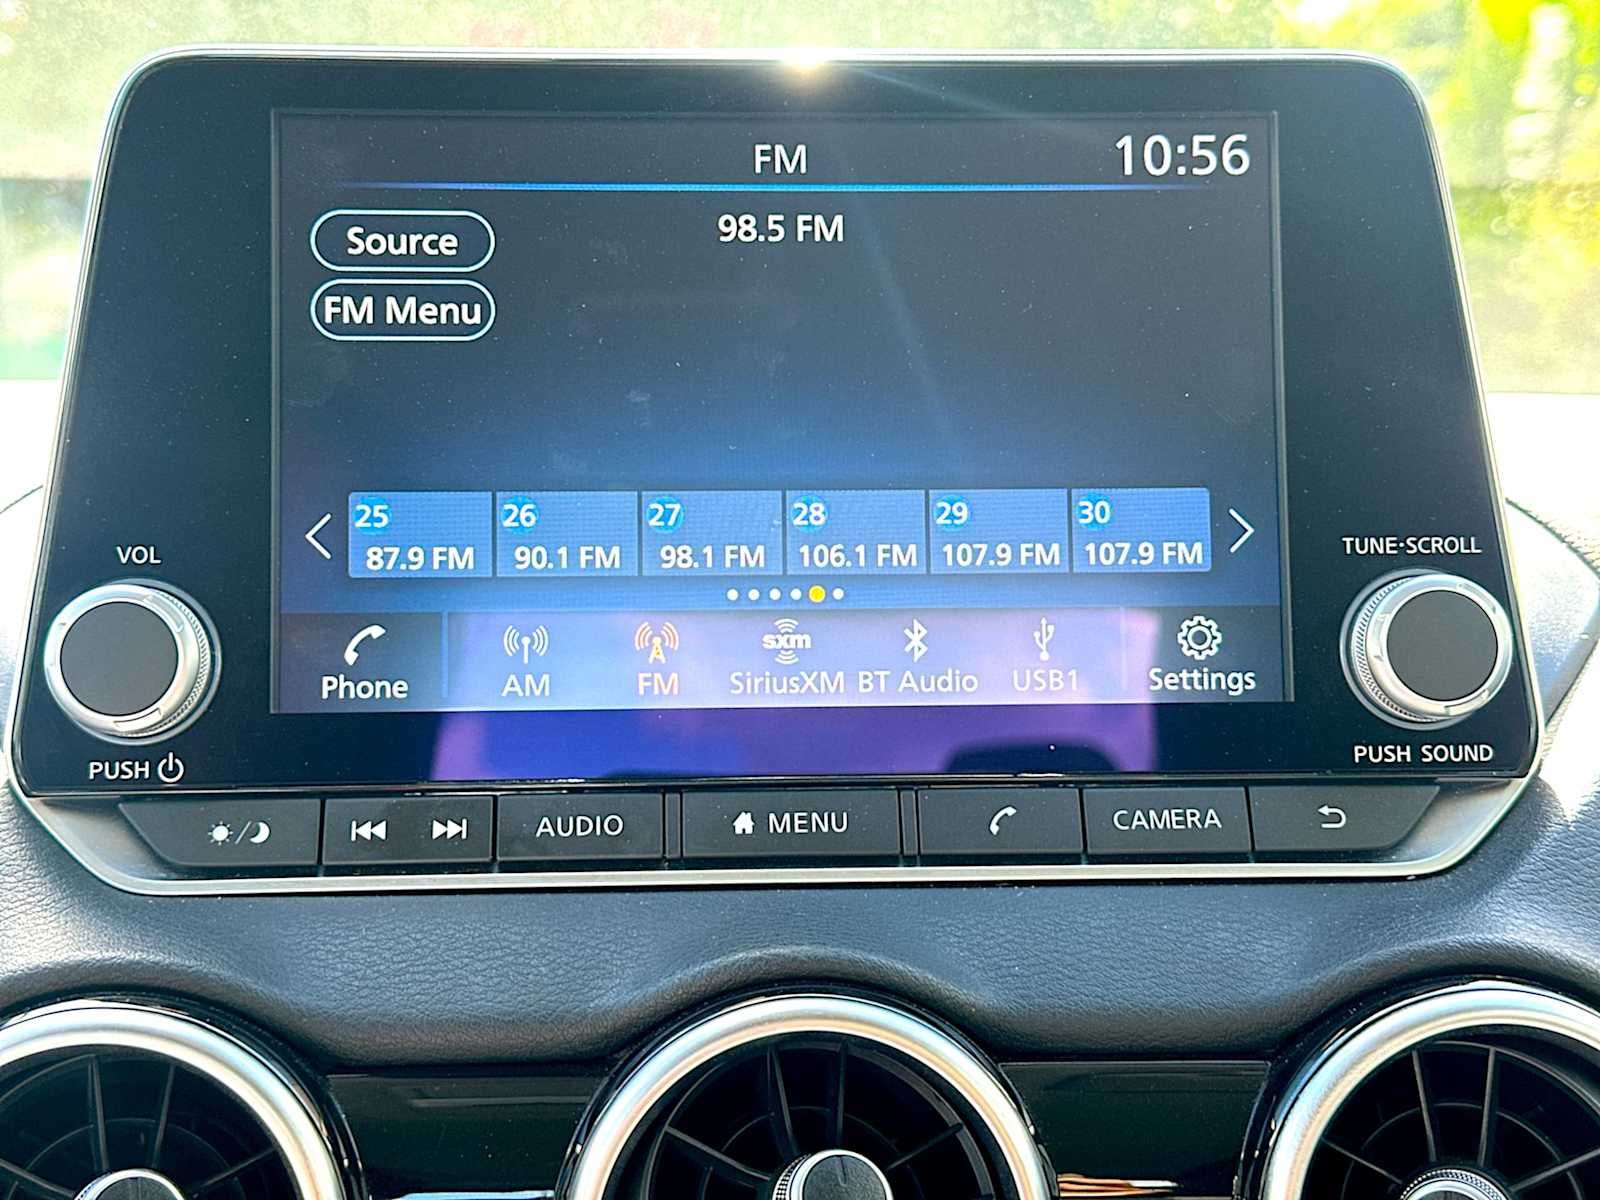 FM 10:56
Source
98.5 FM
FM Menu
25 26 27 28 29 30
87.9 FM 90.1 FM 98.1 FM 106.1 FM 107.9 FM 107.9 FM
VOL
TUNE·SCROLL
sxm
Phone AM FM SiriusXM BT Audio USB1 Settings
PUSH
PUSH SOUND
AUDIO MENU CAMERA